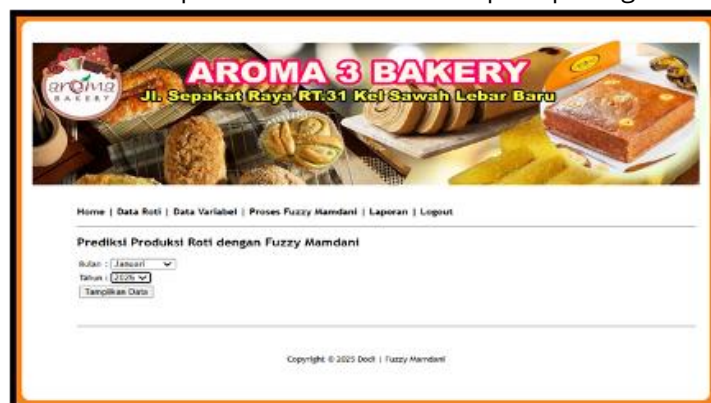 AROMA 3 BAKERY
Jl. Sepakat Raya RT.31 Kel Sawah Lebar Baru
aroma
BAKERY
Home | Data Roti | Data Variabel | Proses Fuzzy Mamdani | Laporan | Logout
Prediksi Produksi Roti dengan Fuzzy Mamdani
Bulan : Januari
Tahun : 2026
Tampilkan Data
Copyright © 2025 Dodi | Fuzzy Mamdani